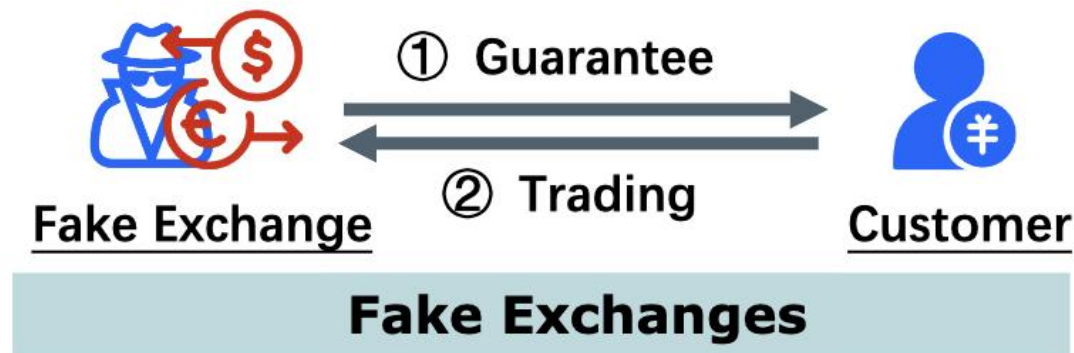 $
€
¥
① Guarantee
② Trading
Fake Exchange
Customer
Fake Exchanges